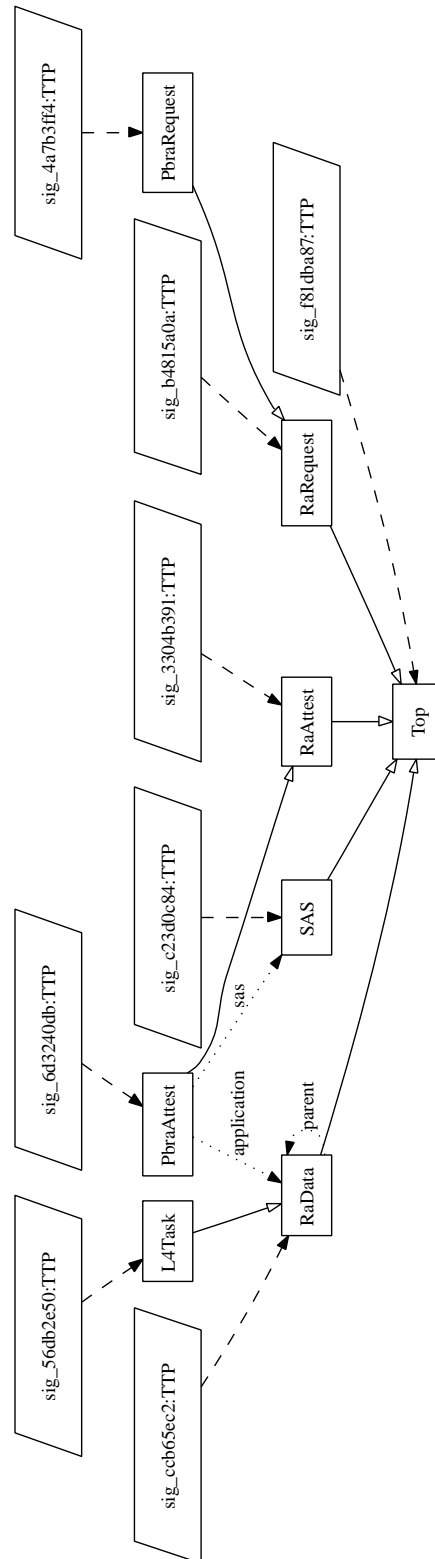 sig_56db2e50:TTP
sig_6d3240db:TTP
sig_4a7b3ff4:TTP
sig_ccb65ec2:TTP
L4Task
PbraAttest
sig_c23d0c84:TTP
sig_3304b391:TTP
sig_b4815a0a:TTP
PbraRequest
application
sas
RaData
parent
SAS
RaAttest
RaRequest
sig_f81dba87:TTP
Top